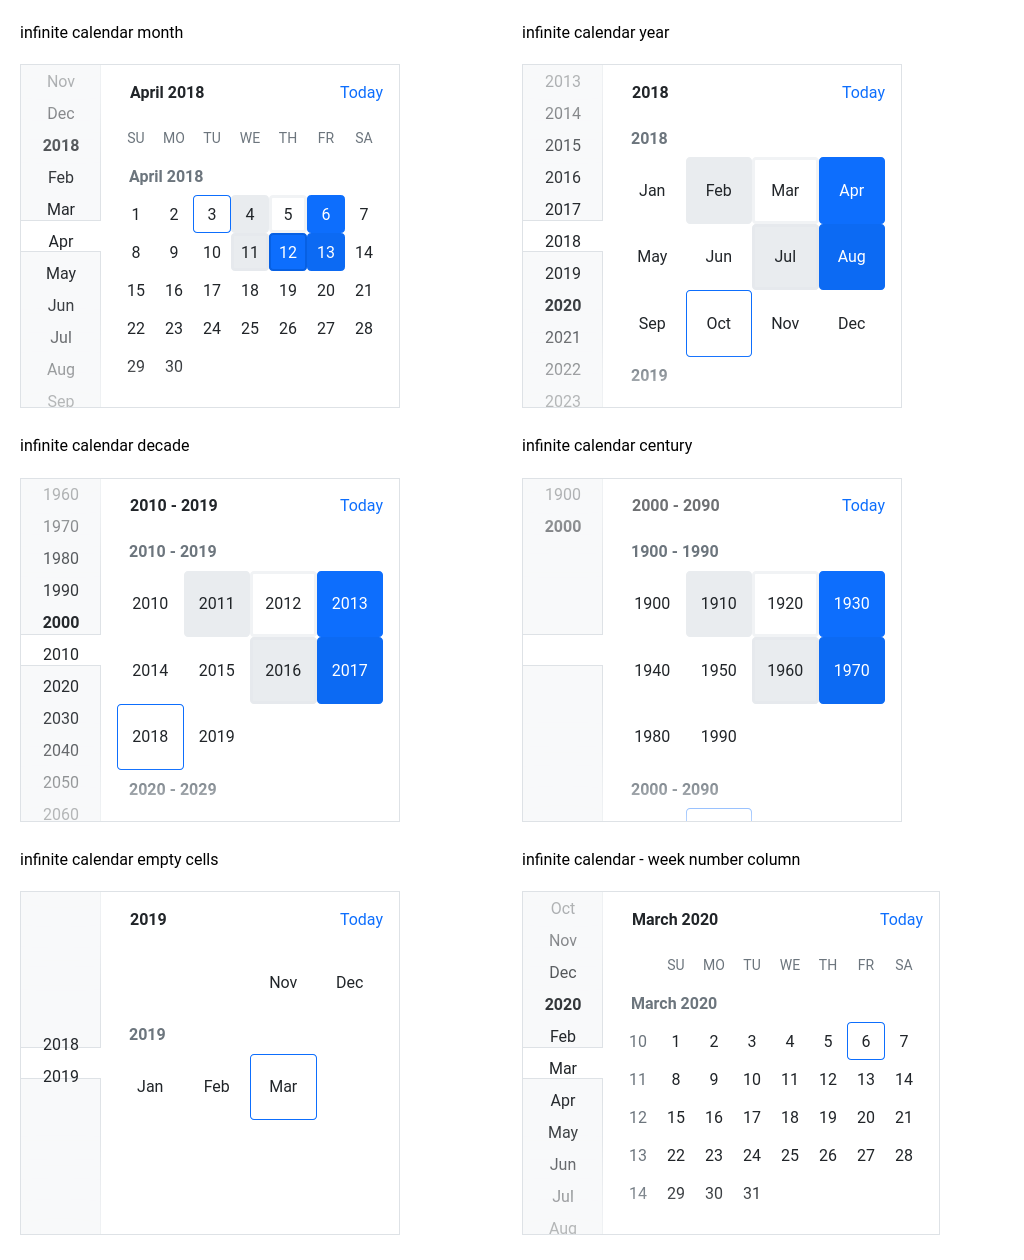 infinite calendar month
Nov
Dec
2018
Feb
Mar
Apr
May
Jun
Jul
Aug
Sep
April 2018 Today
SU MO TU WE TH FR SA
April 2018
1 2 3 4 5 6 7
8 9 10 11 12 13 14
15 16 17 18 19 20 21
22 23 24 25 26 27 28
29 30
infinite calendar year
2013
2014
2015
2016
2017
2018
2019
2020
2021
2022
2023
2018 Today
2018
Jan Feb Mar Apr
May Jun Jul Aug
Sep Oct Nov Dec
2019
infinite calendar decade
1960
1970
1980
1990
2000
2010
2020
2030
2040
2050
2060
2010 - 2019 Today
2010 - 2019
2010 2011 2012 2013
2014 2015 2016 2017
2018 2019
2020 - 2029
infinite calendar century
1900
2000
2000 - 2090 Today
1900 - 1990
1900 1910 1920 1930
1940 1950 1960 1970
1980 1990
2000 - 2090
infinite calendar empty cells
2018
2019
2019 Today
Nov Dec
2019
Jan Feb Mar
infinite calendar - week number column
Oct
Nov
Dec
2020
Feb
Mar
Apr
May
Jun
Jul
Aug
March 2020 Today
SU MO TU WE TH FR SA
March 2020
10 1 2 3 4 5 6 7
11 8 9 10 11 12 13 14
12 15 16 17 18 19 20 21
13 22 23 24 25 26 27 28
14 29 30 31